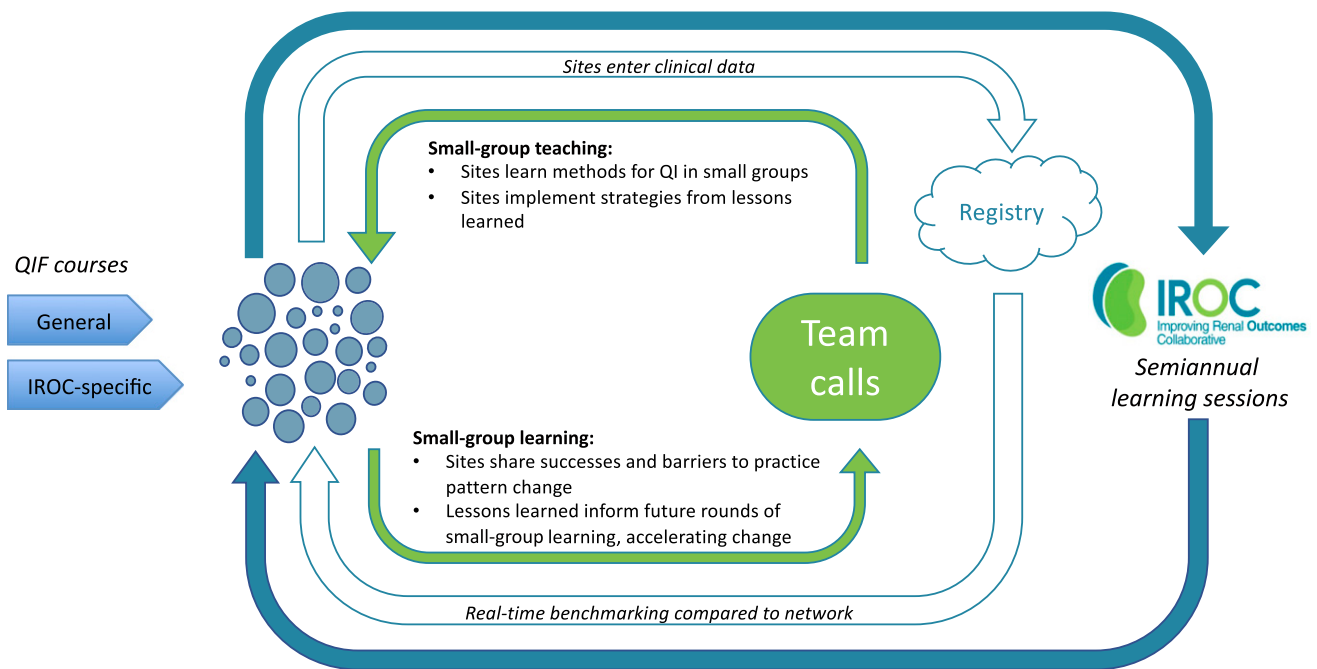 Sites enter clinical data
Small-group teaching:
• Sites learn methods for QI in small groups
• Sites implement strategies from lessons
learned
Registry
QIF courses
General
IROC-specific
Team
calls
IROC
Improving Renal Outcomes
Collaborative
Semiannual
learning sessions
Small-group learning:
• Sites share successes and barriers to practice
pattern change
• Lessons learned inform future rounds of
small-group learning, accelerating change
Real-time benchmarking compared to network